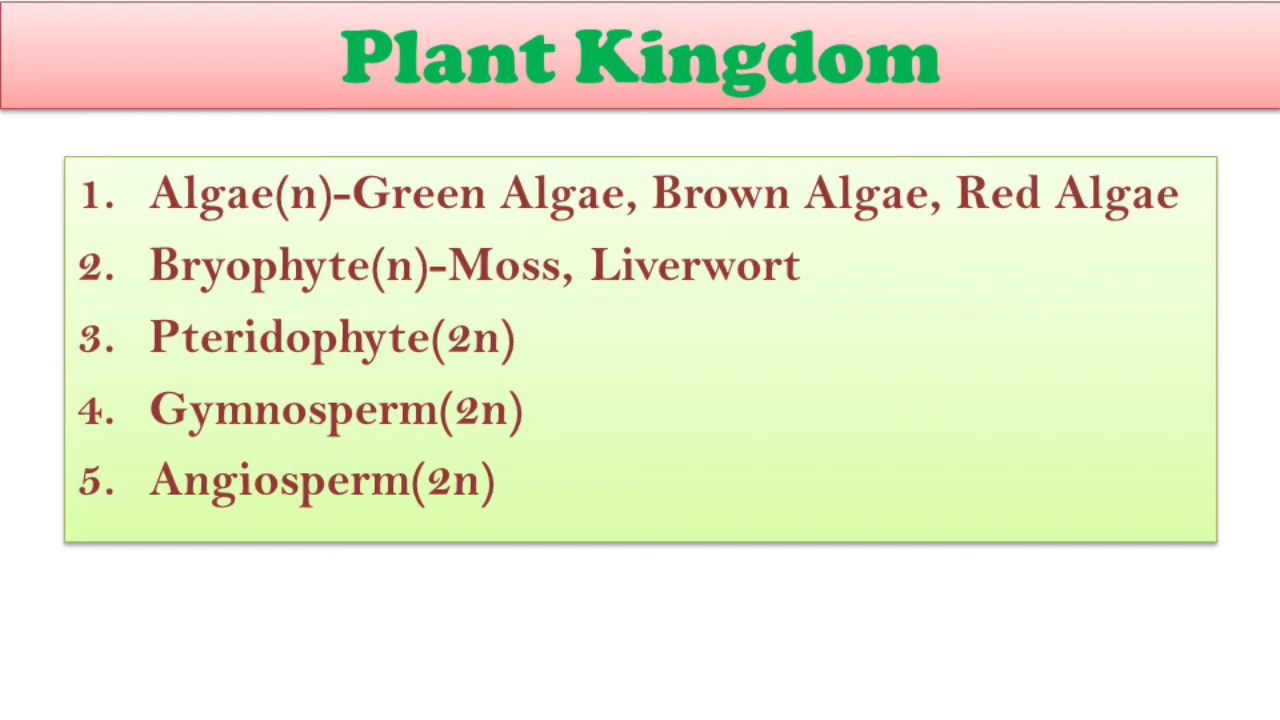 Plant Kingdom
1. Algae(n)-Green Algae, Brown Algae, Red Algae
2. Bryophyte(n)-Moss, Liverwort
3. Pteridophyte(2n)
4. Gymnosperm(2n)
5. Angiosperm(2n)